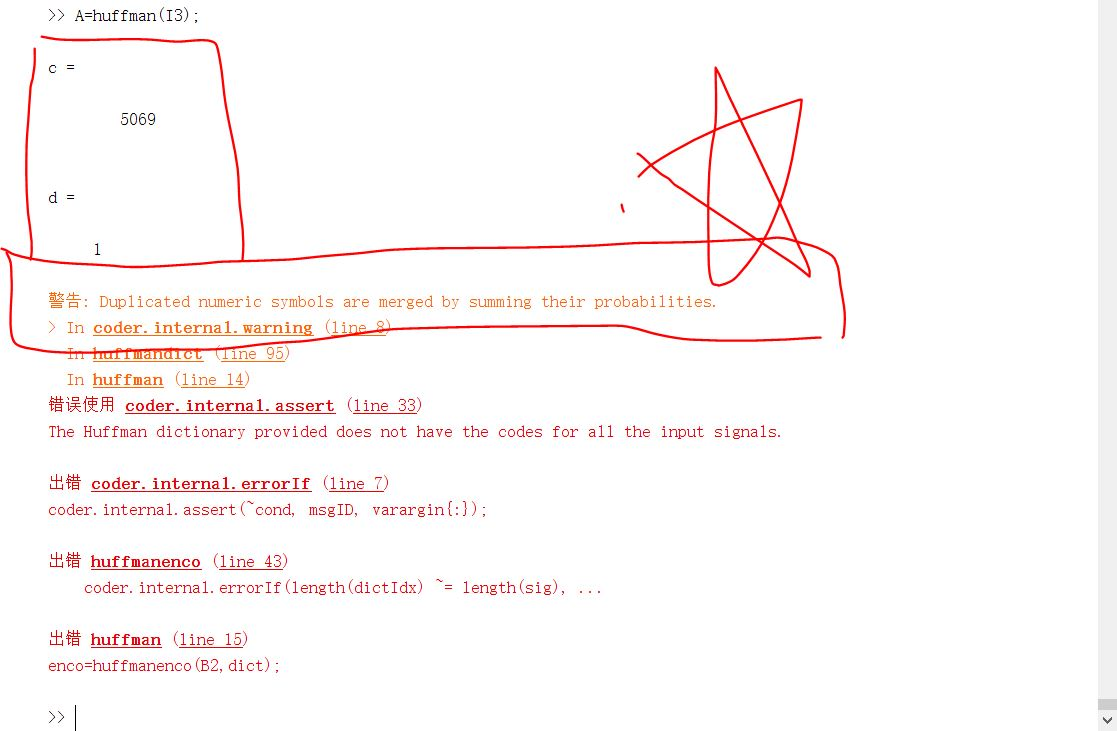 >> A=huffman(I3);
c =
5069
d =
1
警告: Duplicated numeric symbols are merged by summing their probabilities.
> In coder.internal.warning (line 8)
In huffmandict (line 95)
In huffman (line 14)
错误使用 coder.internal.assert (line 33)
The Huffman dictionary provided does not have the codes for all the input signals.
出错 coder.internal.errorIf (line 7)
coder.internal.assert(~cond, msgID, varargin{:});
出错 huffmanenco (line 43)
coder.internal.errorIf(length(dictIdx) ~= length(sig), ...
出错 huffman (line 15)
enco=huffmanenco(B2,dict);
>>